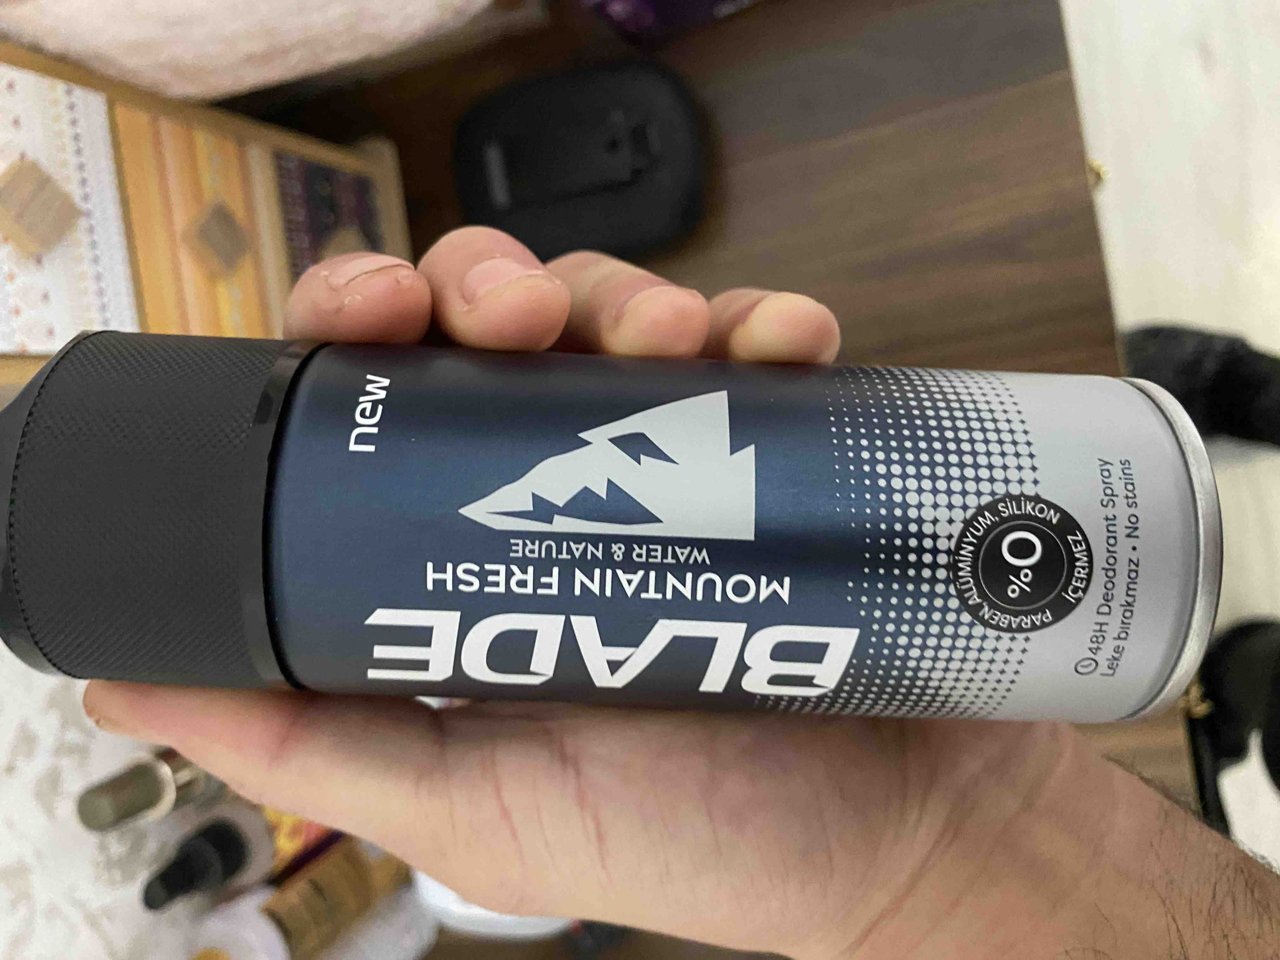 new
BLADE
MOUNTAIN FRESH
WATER & NATURE
%0
PARABEN ALÜMİNYUM, SİLİKON
İÇERMEZ
48H Deodorant Spray
Leke bırakmaz • No stains